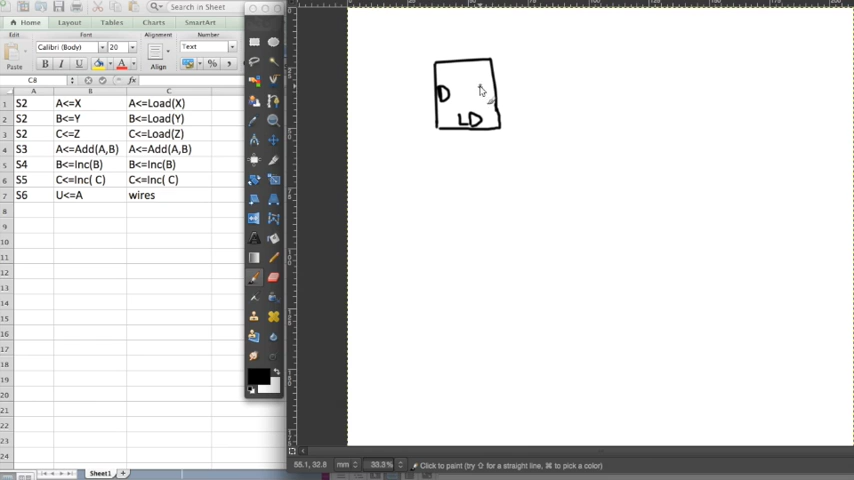 Search in Sheet
Home Layout Tables Charts SmartArt
Edit Font Alignment Number
Paste Calibri (Body) 20 Align Text
B I U A %
C8 fx
A B C
1 S2 A<=X A<=Load(X)
2 S2 B<=Y B<=Load(Y)
3 S2 C<=Z C<=Load(Z)
4 S3 A<=Add(A,B) A<=Add(A,B)
5 S4 B<=Inc(B) B<=Inc(B)
6 S5 C<=Inc( C) C<=Inc( C)
7 S6 U<=A wires
8
9
10
11
12
13
14
15
16
17
18
19
20
21
22
23
24
Sheet1
D
LD
55.1, 32.8 mm 33.3% Click to paint (try ⇧ for a straight line, ⌘ to pick a color)